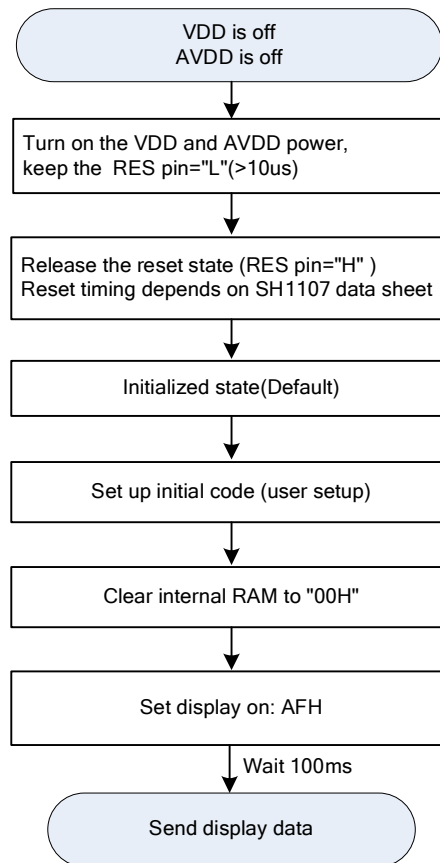 VDD is off
AVDD is off
Turn on the VDD and AVDD power,
keep the  RES pin="L"(>10us)
Release the reset state (RES pin="H" )
Reset timing depends on SH1107 data sheet
Initialized state(Default)
Set up initial code (user setup)
Clear internal RAM to "00H"
Set display on: AFH
Wait 100ms
Send display data